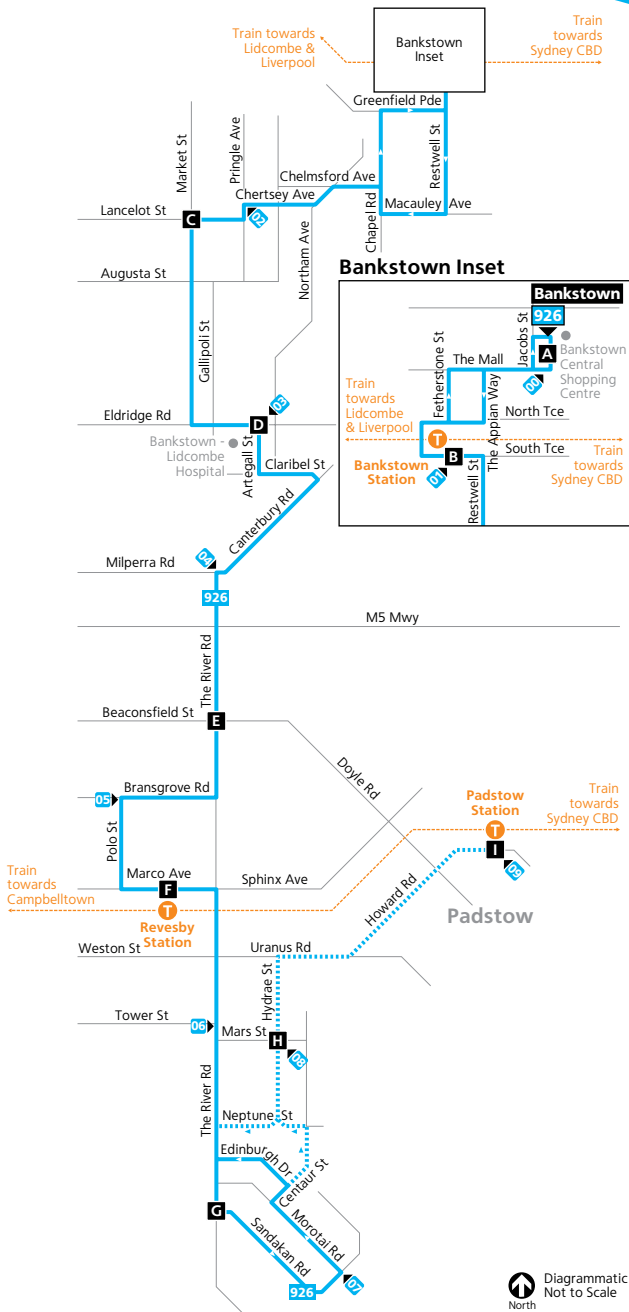 Train towards
Lidcombe &
Liverpool
Bankstown
Inset
Train
towards
Sydney CBD
Greenfield Pde
Market St
Pringle Ave
Restwell St
Chelmsford Ave
Chertsey Ave
Lancelot St
C
02
Northam Ave
Chapel Rd
Macauley Ave
Augusta St
Gallipoli St
Bankstown Inset
Bankstown
926
Jacobs St
A
Bankstown
Central
Shopping
Centre
Fetherstone St
The Mall
00
The Appian Way
Train
towards
Lidcombe
& Liverpool
North Tce
T
South Tce
B
Bankstown
Station
01
Restwell St
Train
towards
Sydney CBD
Eldridge Rd
D
03
Bankstown -
Lidcombe
Hospital
Artegall St
Claribel St
Canterbury Rd
04
Milperra Rd
926
M5 Mwy
The River Rd
Beaconsfield St
E
Doyle Rd
05
Bransgrove Rd
Polo St
Padstow
Station
T
I
09
Train
towards
Sydney CBD
Marco Ave
F
Sphinx Ave
Train
towards
Campbelltown
T
Revesby
Station
Howard Rd
Padstow
Weston St
Uranus Rd
Hydrae St
Tower St
06
Mars St
H
08
The River Rd
Neptune St
Edinburgh Dr
Centaur St
G
Morotai Rd
Sandakan Rd
926
07
North
Diagrammatic
Not to Scale